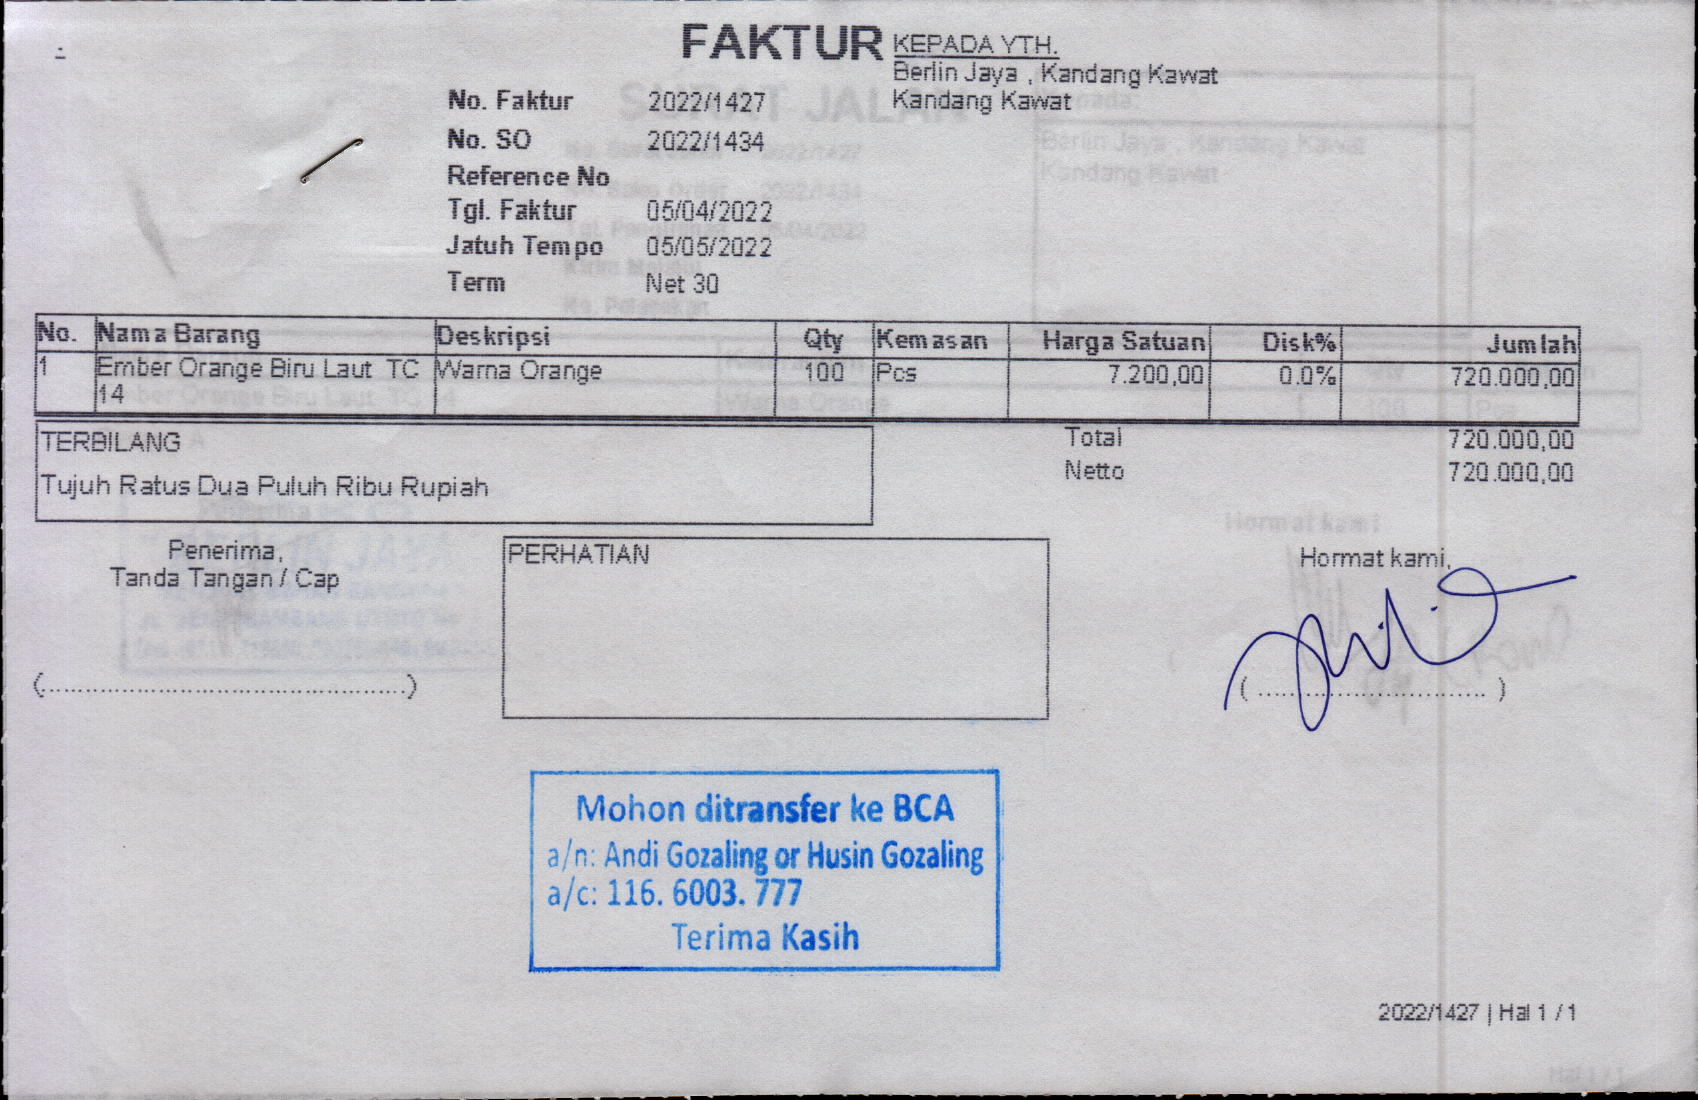 FAKTUR
KEPADA YTH.
Berlin Jaya , Kandang Kawat
Kandang Kawat
No. Faktur 2022/1427
No. SO 2022/1434
Reference No
Tgl. Faktur 05/04/2022
Jatuh Tempo 05/05/2022
Term Net 30
No. Nama Barang Deskripsi Qty Kemasan Harga Satuan Disk% Jumlah
1 Ember Orange Biru Laut TC Warna Orange 100 Pcs 7.200,00 0.0% 720.000,00
14
TERBILANG
Tujuh Ratus Dua Puluh Ribu Rupiah
Total 720.000,00
Netto 720.000,00
Penerima,
Tanda Tangan / Cap
(............................................)
PERHATIAN
Hormat kami,
( ............................ )
Mohon ditransfer ke BCA
a/n: Andi Gozaling or Husin Gozaling
a/c: 116. 6003. 777
Terima Kasih
2022/1427 | Hal 1 / 1